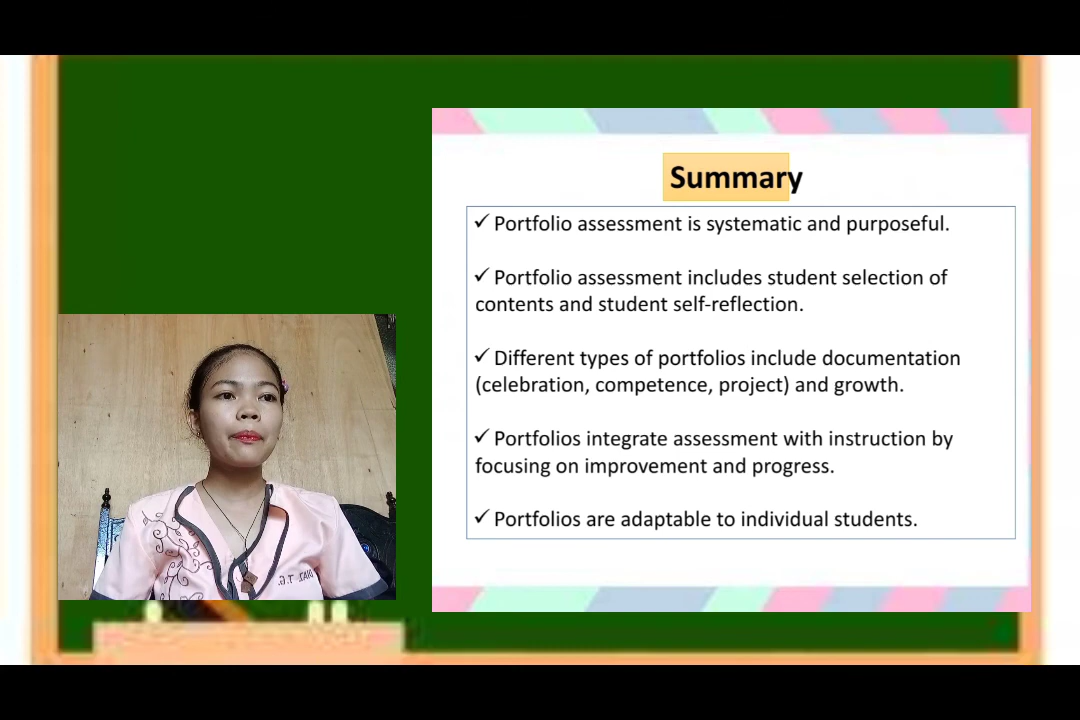 Summary
✓ Portfolio assessment is systematic and purposeful.
✓ Portfolio assessment includes student selection of
contents and student self-reflection.
✓ Different types of portfolios include documentation
(celebration, competence, project) and growth.
✓ Portfolios integrate assessment with instruction by
focusing on improvement and progress.
✓ Portfolios are adaptable to individual students.